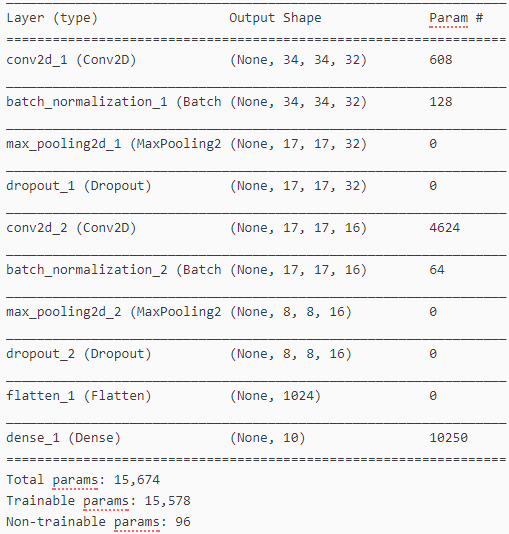 Layer (type)                 Output Shape              Param #
=================================================================
conv2d_1 (Conv2D)            (None, 34, 34, 32)        608
_________________________________________________________________
batch_normalization_1 (Batch (None, 34, 34, 32)        128
_________________________________________________________________
max_pooling2d_1 (MaxPooling2 (None, 17, 17, 32)        0
_________________________________________________________________
dropout_1 (Dropout)          (None, 17, 17, 32)        0
_________________________________________________________________
conv2d_2 (Conv2D)            (None, 17, 17, 16)        4624
_________________________________________________________________
batch_normalization_2 (Batch (None, 17, 17, 16)        64
_________________________________________________________________
max_pooling2d_2 (MaxPooling2 (None, 8, 8, 16)          0
_________________________________________________________________
dropout_2 (Dropout)          (None, 8, 8, 16)          0
_________________________________________________________________
flatten_1 (Flatten)          (None, 1024)              0
_________________________________________________________________
dense_1 (Dense)              (None, 10)                10250
=================================================================
Total params: 15,674
Trainable params: 15,578
Non-trainable params: 96